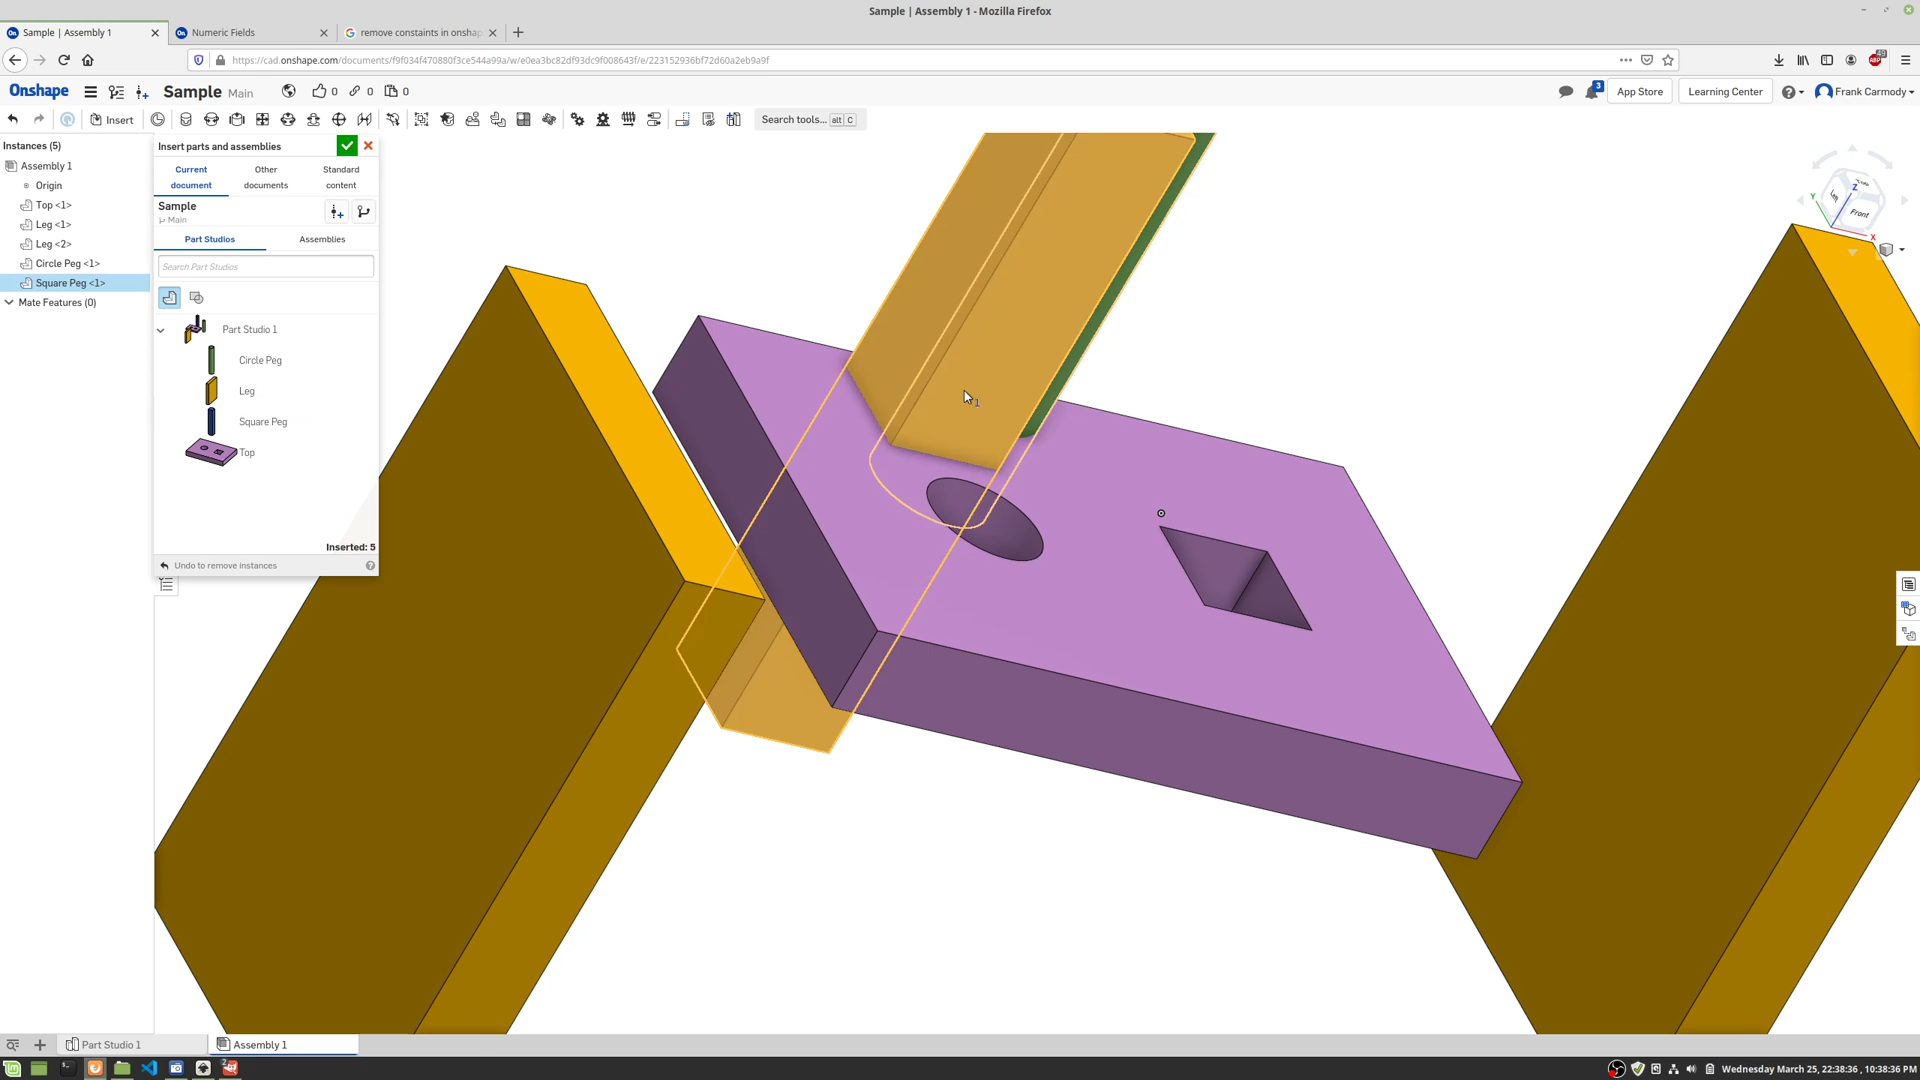 Sample | Assembly 1 - Mozilla Firefox
Sample | Assembly 1
Numeric Fields
remove constaints in onshap
https://cad.onshape.com/documents/f9f034f470880f3ce544a99a/w/e0ea3bc82df93dc9f008643f/e/223152936bf72d60a2eb9a9f
Onshape
Sample Main
0
0
0
3
App Store
Learning Center
Frank Carmody
Insert
Search tools... alt C
Instances (5)
Assembly 1
Origin
Top <1>
Leg <1>
Leg <2>
Circle Peg <1>
Square Peg <1>
Mate Features (0)
Insert parts and assemblies
Current document
Other documents
Standard content
Sample
Main
Part Studios
Assemblies
Search Part Studios
Part Studio 1
Circle Peg
Leg
Square Peg
Top
Inserted: 5
Undo to remove instances
Z
Y
Front
X
1
Part Studio 1
Assembly 1
2
Wednesday March 25, 22:38:36 , 10:38:36 PM